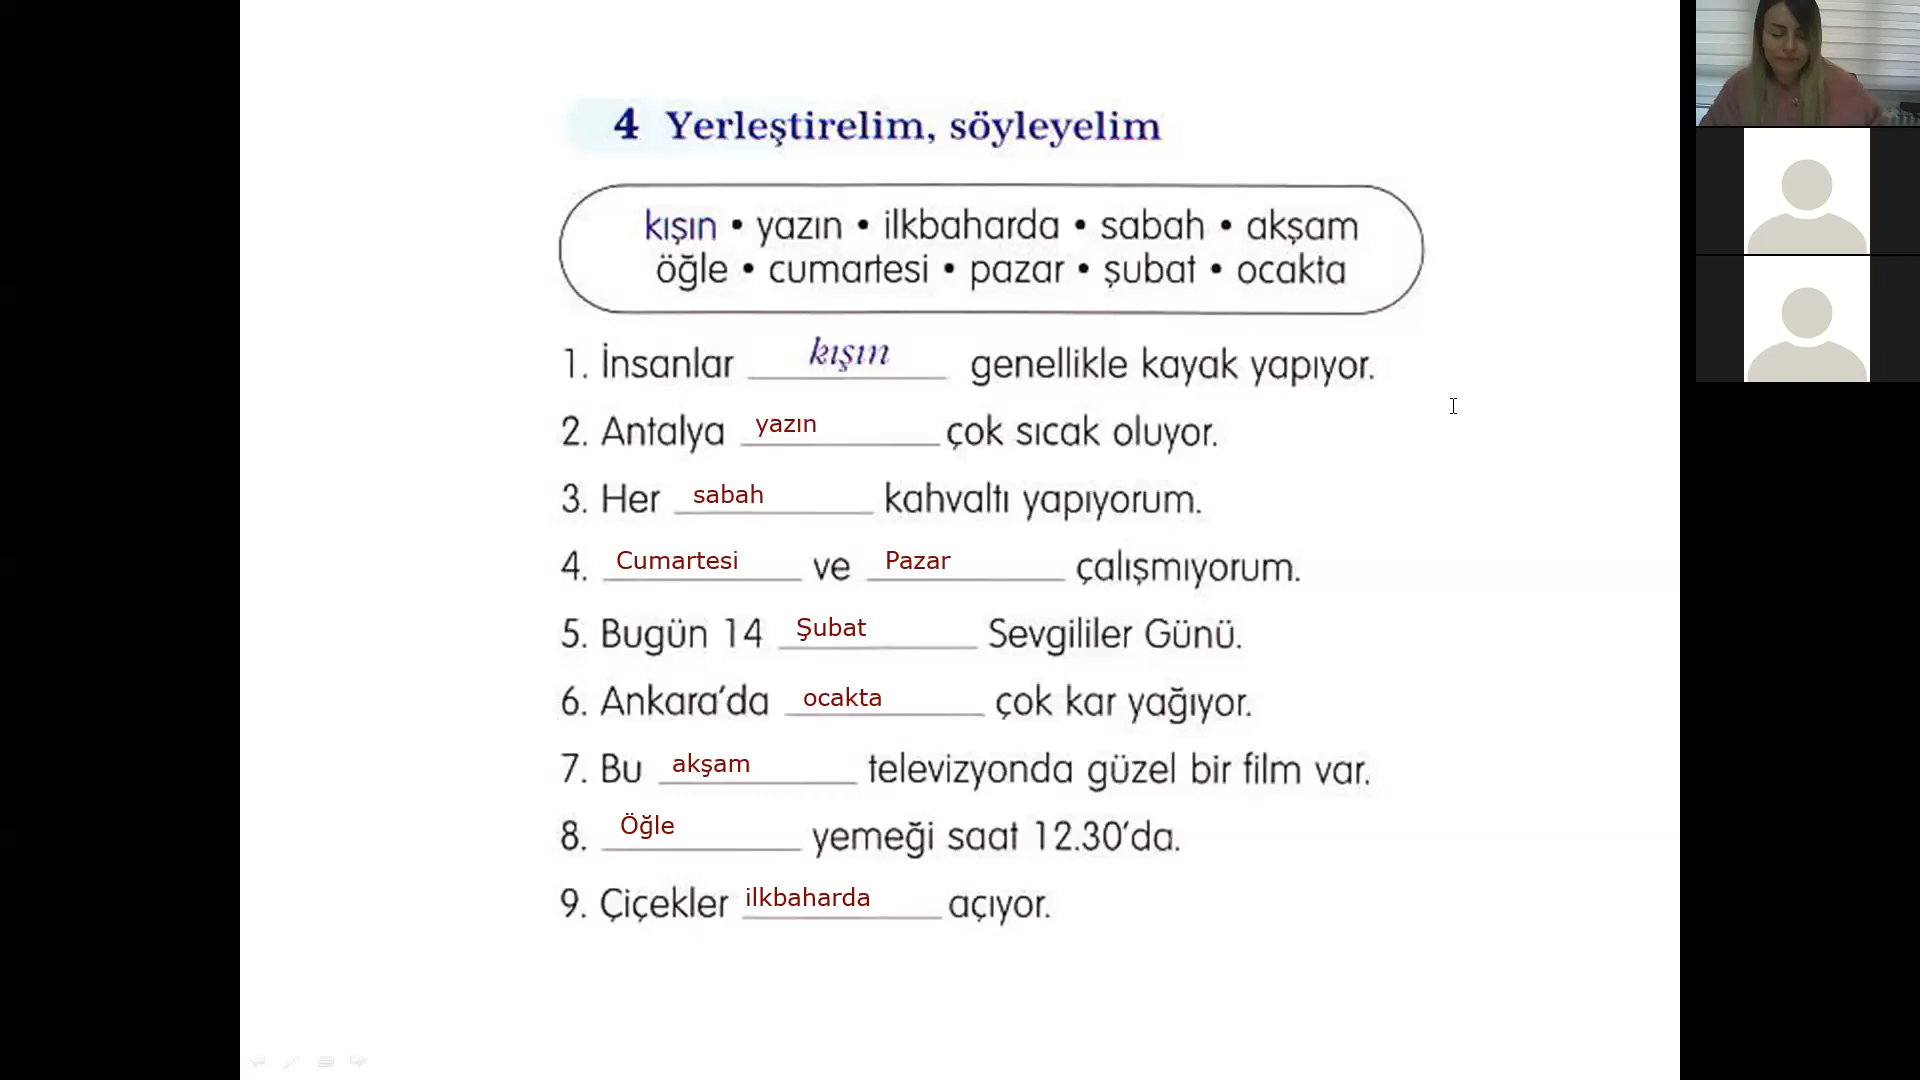 4 Yerleştirelim, söyleyelim
kışın • yazın • ilkbaharda • sabah • akşam
öğle • cumartesi • pazar • şubat • ocakta
1. İnsanlar kışın genellikle kayak yapıyor.
2. Antalya yazın çok sıcak oluyor.
3. Her sabah kahvaltı yapıyorum.
4. Cumartesi ve Pazar çalışmıyorum.
5. Bugün 14 Şubat Sevgililer Günü.
6. Ankara’da ocakta çok kar yağıyor.
7. Bu akşam televizyonda güzel bir film var.
8. Öğle yemeği saat 12.30’da.
9. Çiçekler ilkbaharda açıyor.